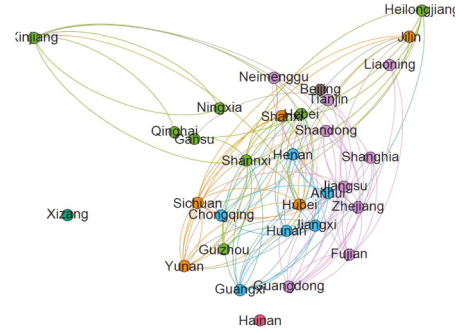 Heilongjiang
Xinjiang
Jilin
Liaoning
Neimenggu
Beijing
Tianjin
Ningxia
Shanxi
Hebei
Shandong
Qinghai
Gansu
Henan
Shannxi
Shanghia
Jiangsu
Anhui
Sichuan
Hubei
Zhejiang
Xizang
Chongqing
Hunan
Jiangxi
Guizhou
Fujian
Yunan
Guangxi
Guangdong
Hainan